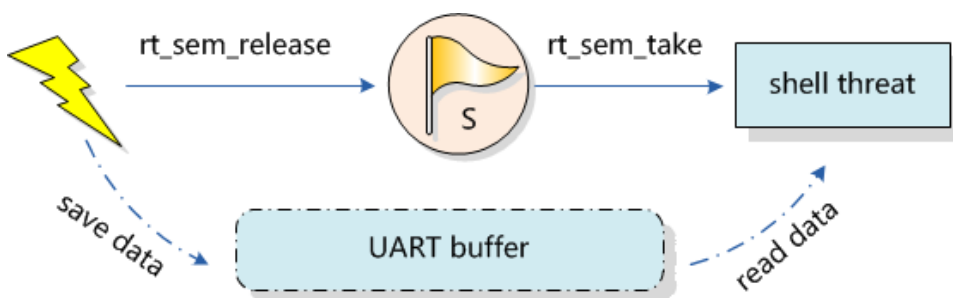 rt_sem_release
rt_sem_take
S
shell threat
save data
UART buffer
read data